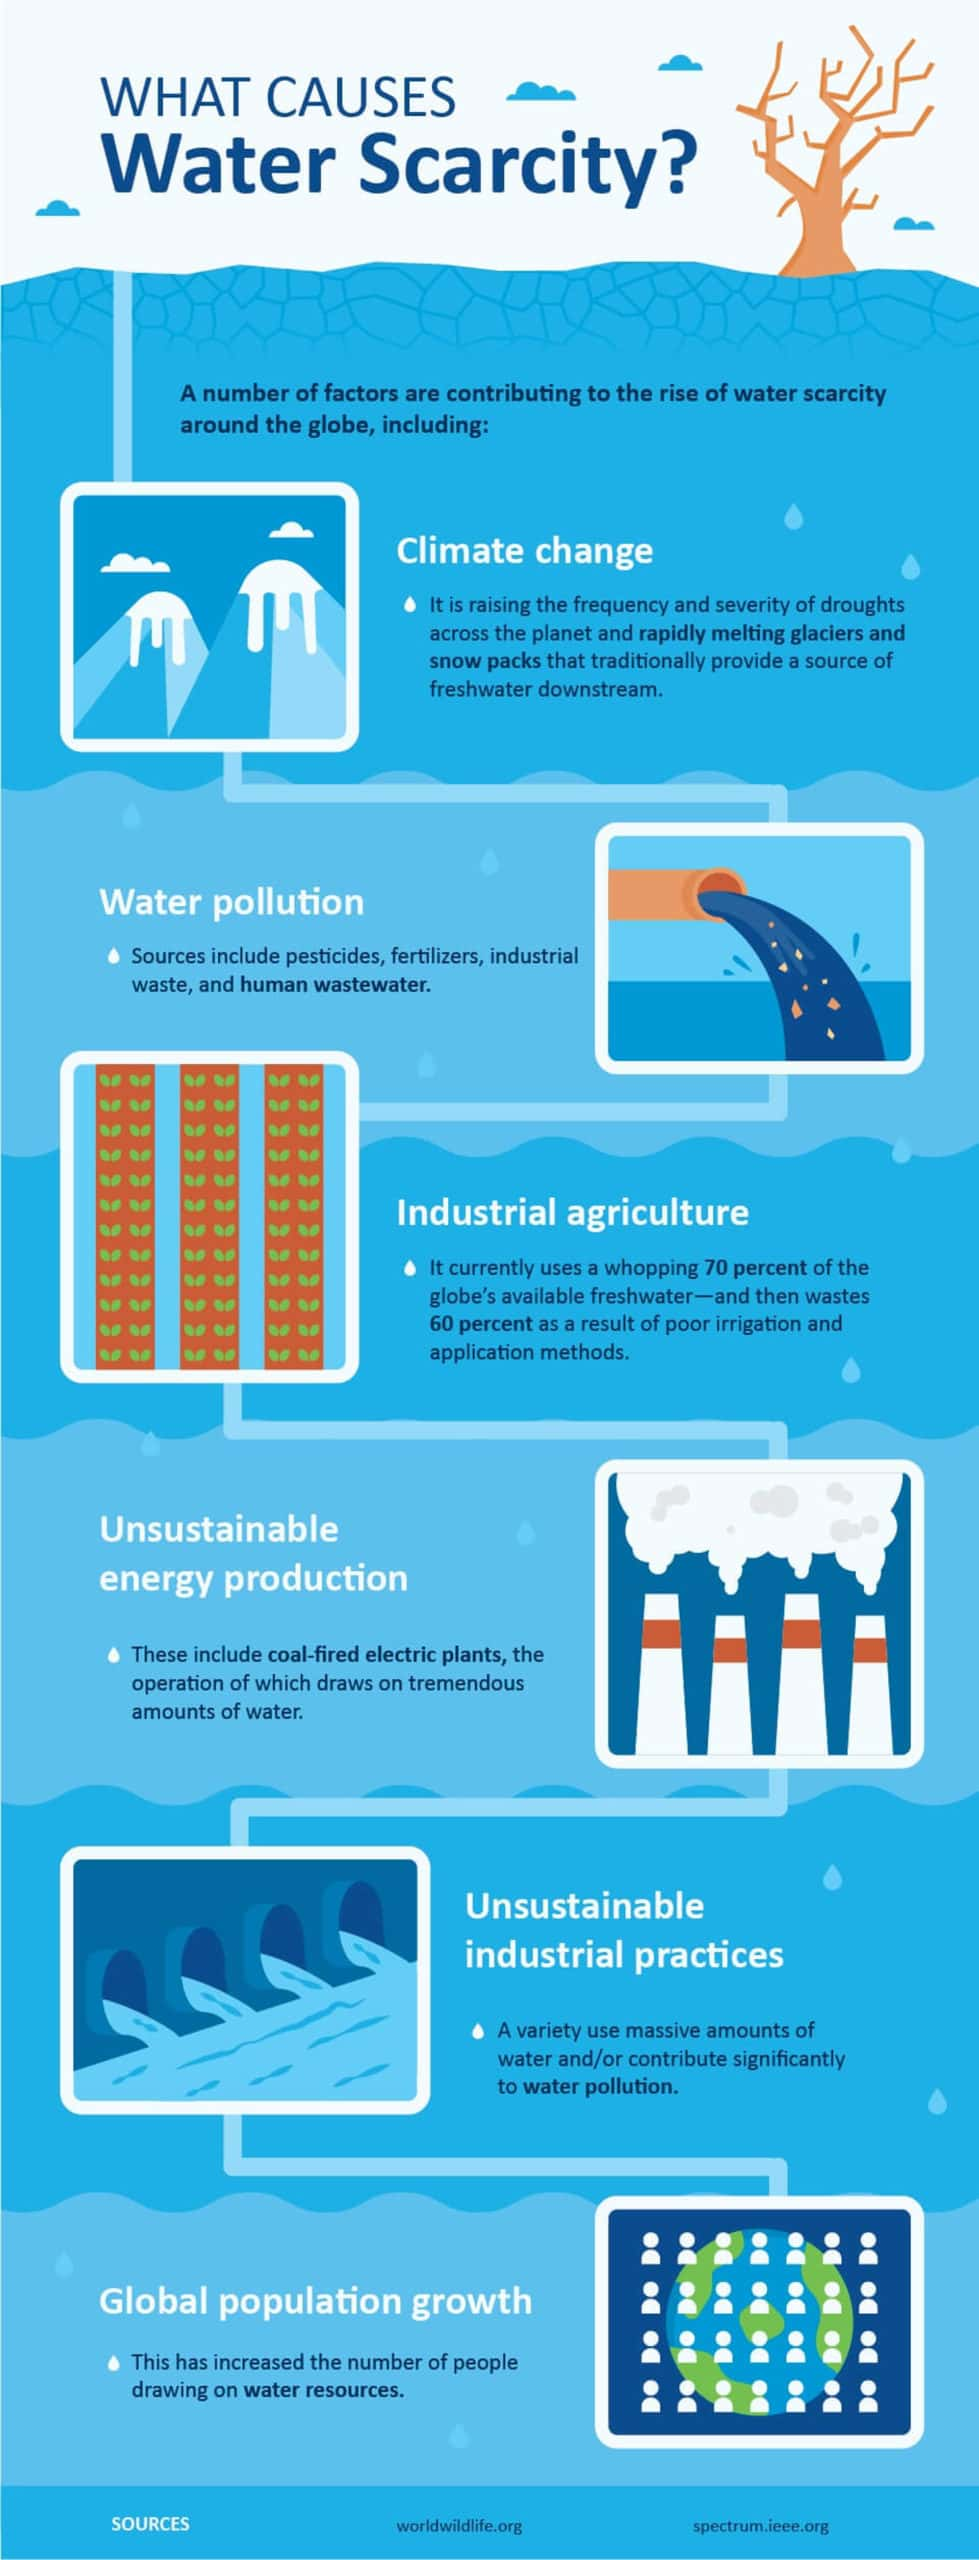 WHAT CAUSES
Water Scarcity?
A number of factors are contributing to the rise of water scarcity
around the globe, including:
Climate change
It is raising the frequency and severity of droughts
across the planet and rapidly melting glaciers and
snow packs that traditionally provide a source of
freshwater downstream.
Water pollution
Sources include pesticides, fertilizers, industrial
waste, and human wastewater.
Industrial agriculture
It currently uses a whopping 70 percent of the
globe's available freshwater—and then wastes
60 percent as a result of poor irrigation and
application methods.
Unsustainable
energy production
These include coal-fired electric plants, the
operation of which draws on tremendous
amounts of water.
Unsustainable
industrial practices
A variety use massive amounts of
water and/or contribute significantly
to water pollution.
Global population growth
This has increased the number of people
drawing on water resources.
SOURCES
worldwildlife.org
spectrum.ieee.org